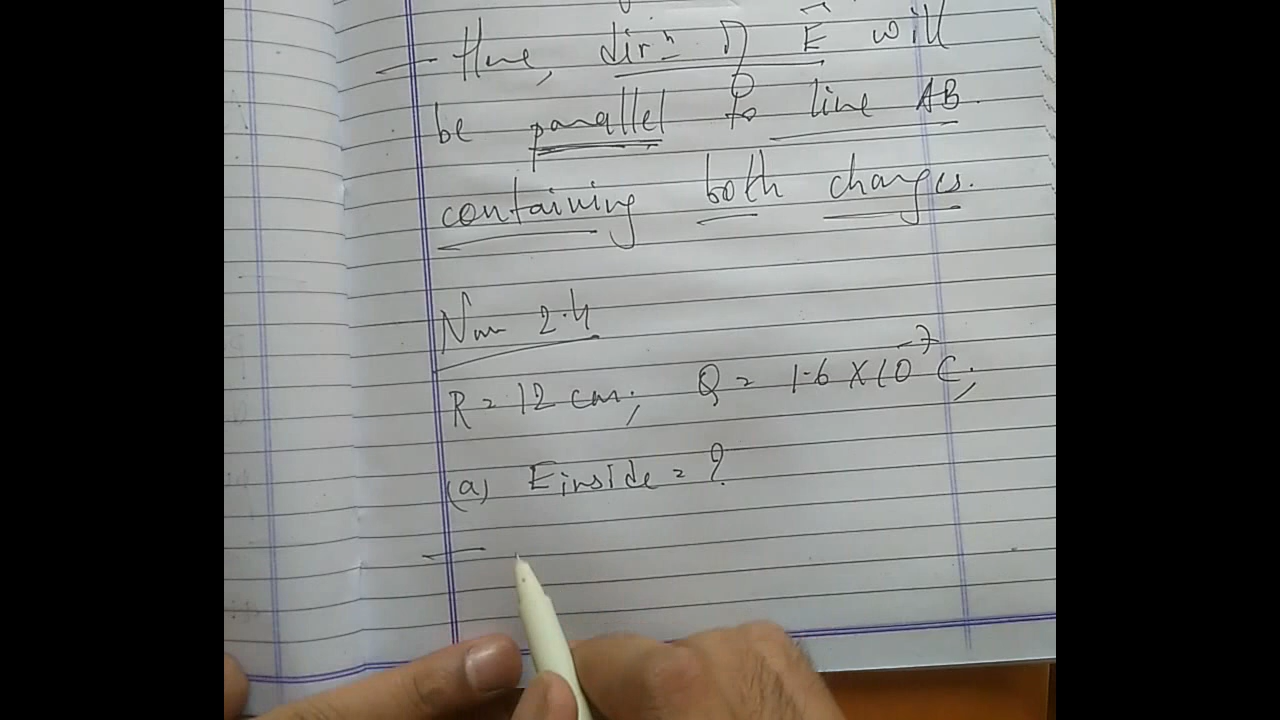 Hence, dirⁿ of E⃗ will
be parallel to line AB
containing both charges.
Num 2.4
R = 12 cm; Q = 1.6 × 10⁻⁷ C;
(a) Einside = ?